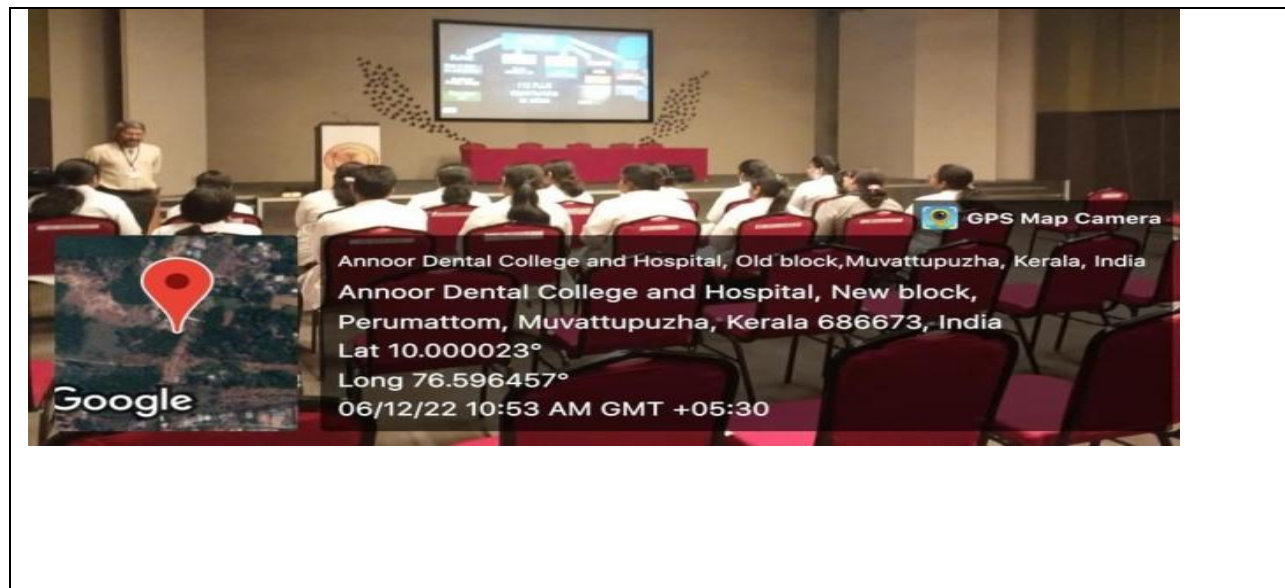 GPS Map Camera
Annoor Dental College and Hospital, Old block,Muvattupuzha, Kerala, India
Annoor Dental College and Hospital, New block,
Perumattom, Muvattupuzha, Kerala 686673, India
Lat 10.000023°
Long 76.596457°
06/12/22 10:53 AM GMT +05:30
Google